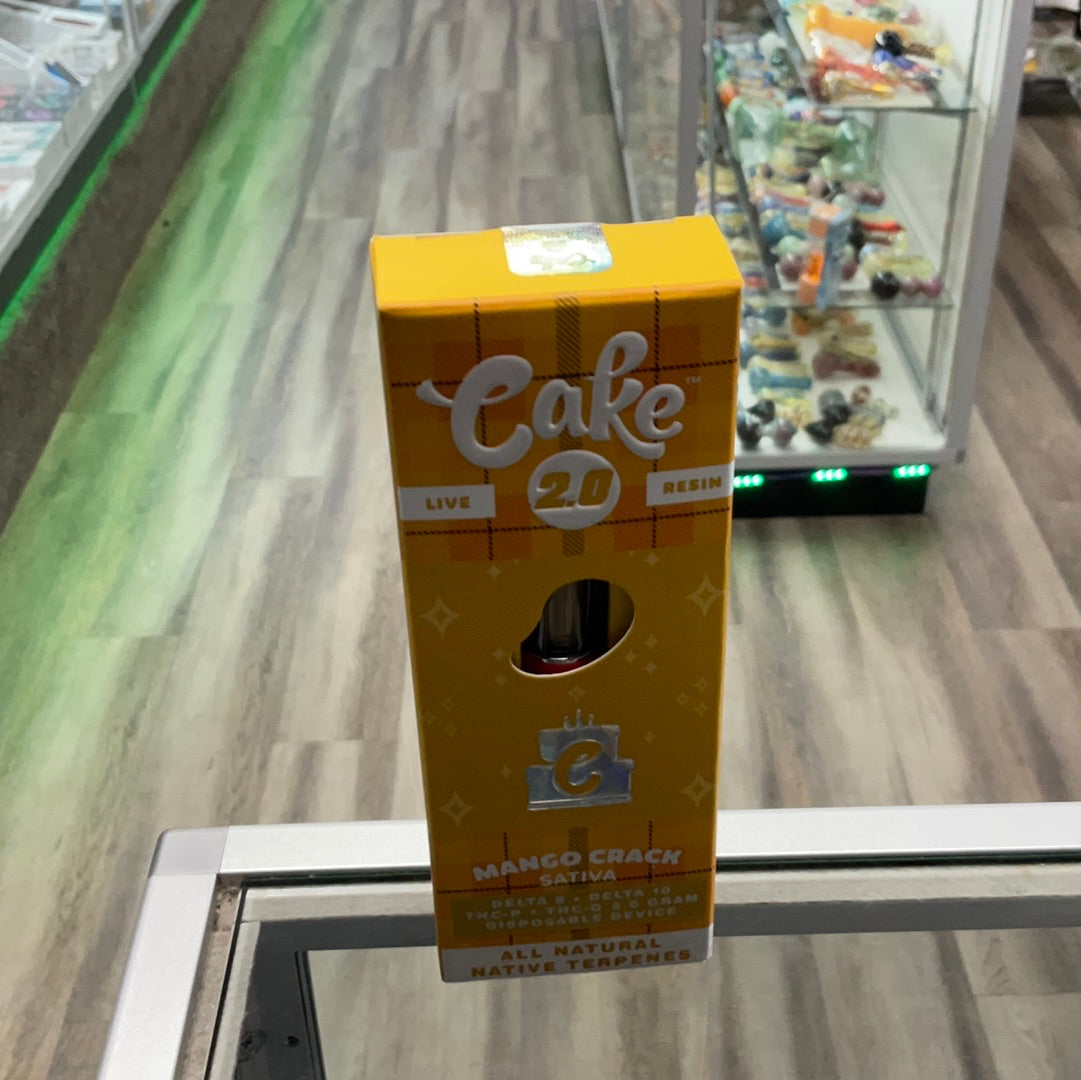 Cake™
2.0
LIVE RESIN
C
MANGO CRACK
SATIVA
DELTA 8 • DELTA 10
THC-P • THC-O 2.0 GRAM
DISPOSABLE DEVICE
ALL NATURAL
NATIVE TERPENES